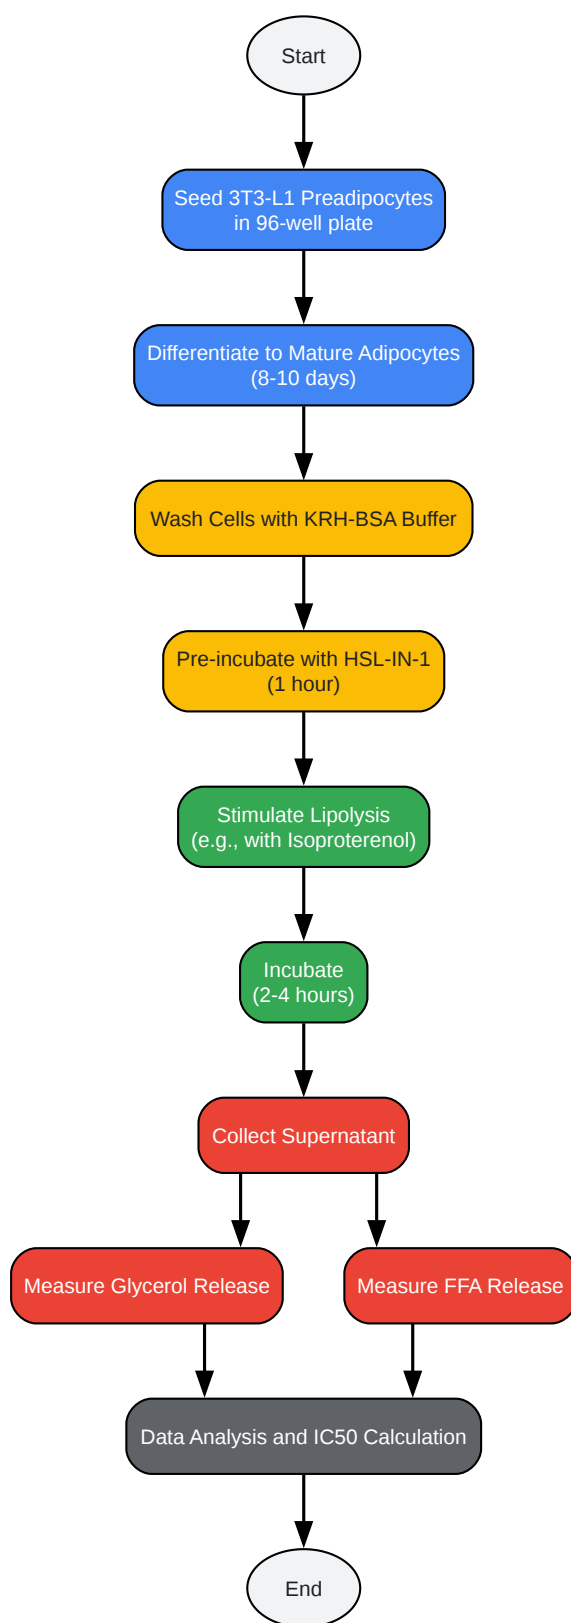 Start
Seed 3T3-L1 Preadipocytes
in 96-well plate
Differentiate to Mature Adipocytes
(8-10 days)
Wash Cells with KRH-BSA Buffer
Pre-incubate with HSL-IN-1
(1 hour)
Stimulate Lipolysis
(e.g., with Isoproterenol)
Incubate
(2-4 hours)
Collect Supernatant
Measure Glycerol Release
Measure FFA Release
Data Analysis and IC50 Calculation
End